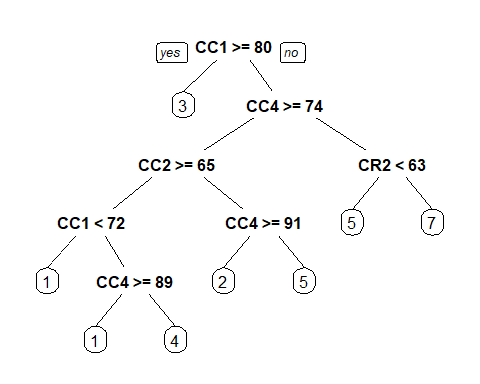 yes CC1 >= 80 no
3 CC4 >= 74
CC2 >= 65 CR2 < 63
CC1 < 72 CC4 >= 91 5 7
1 CC4 >= 89 2 5
1 4